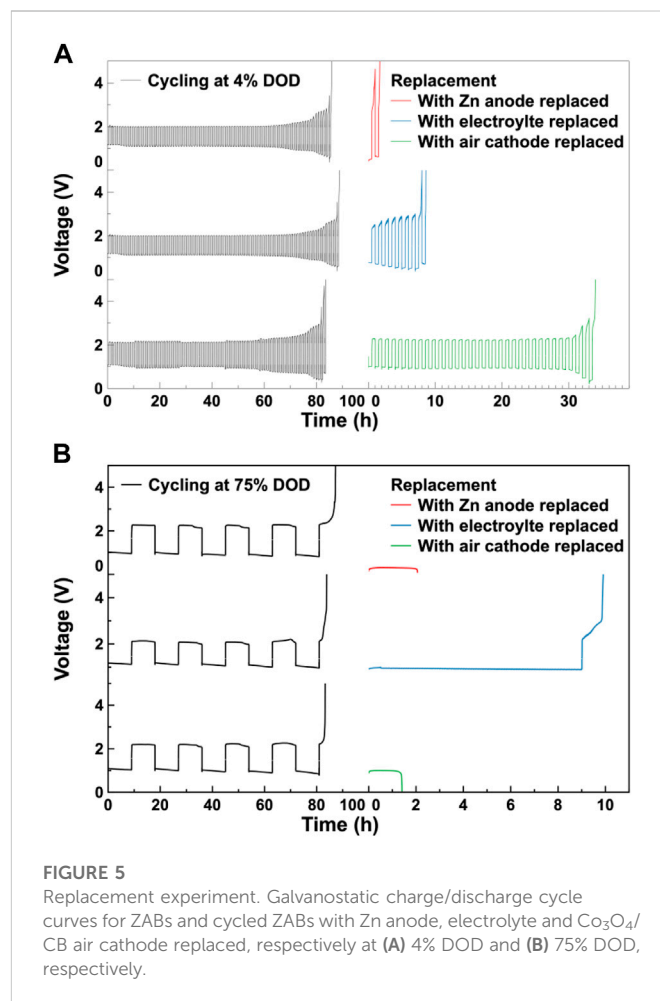 A
Cycling at 4% DOD
Replacement
With Zn anode replaced
With electroylte replaced
With air cathode replaced
4
2
0
2
0
4
2
0
Voltage (V)
0 20 40 60 80 100 0 10 20 30
Time (h) Time (h)
B
Cycling at 75% DOD
Replacement
With Zn anode replaced
With electroylte replaced
With air cathode replaced
4
2
0
4
2
0
4
2
0
Voltage (V)
0 20 40 60 80 100 0 2 4 6 8 10
Time (h) Time (h)
FIGURE 5
Replacement experiment. Galvanostatic charge/discharge cycle
curves for ZABs and cycled ZABs with Zn anode, electrolyte and Co₃O₄/
CB air cathode replaced, respectively at (A) 4% DOD and (B) 75% DOD,
respectively.